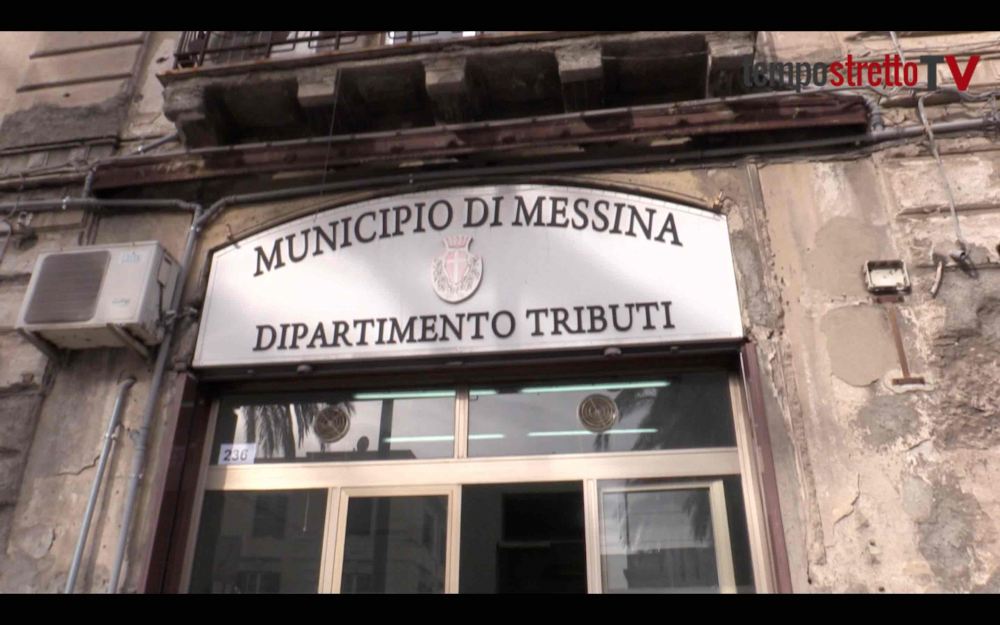 tempostrettoTV
MUNICIPIO DI MESSINA
DIPARTIMENTO TRIBUTI
236